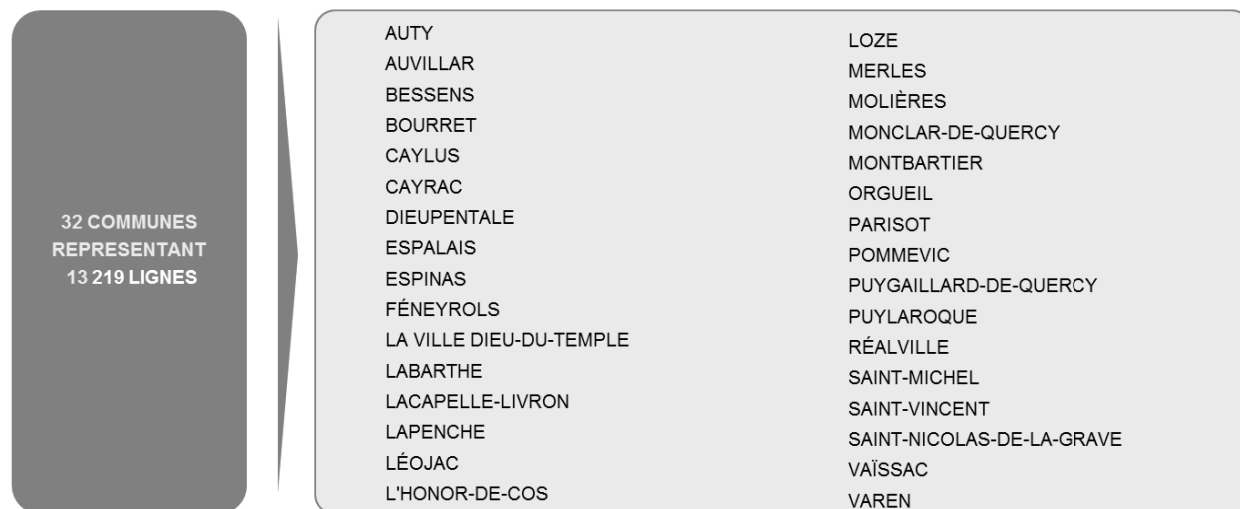 32 COMMUNES
REPRESENTANT
13 219 LIGNES
AUTY
AUVILLAR
BESSENS
BOURRET
CAYLUS
CAYRAC
DIEUPENTALE
ESPALAIS
ESPINAS
FÉNEYROLS
LA VILLE DIEU-DU-TEMPLE
LABARTHE
LACAPELLE-LIVRON
LAPENCHE
LÉOJAC
L'HONOR-DE-COS
LOZE
MERLES
MOLIÈRES
MONCLAR-DE-QUERCY
MONTBARTIER
ORGUEIL
PARISOT
POMMEVIC
PUYGAILLARD-DE-QUERCY
PUYLAROQUE
RÉALVILLE
SAINT-MICHEL
SAINT-VINCENT
SAINT-NICOLAS-DE-LA-GRAVE
VAÏSSAC
VAREN